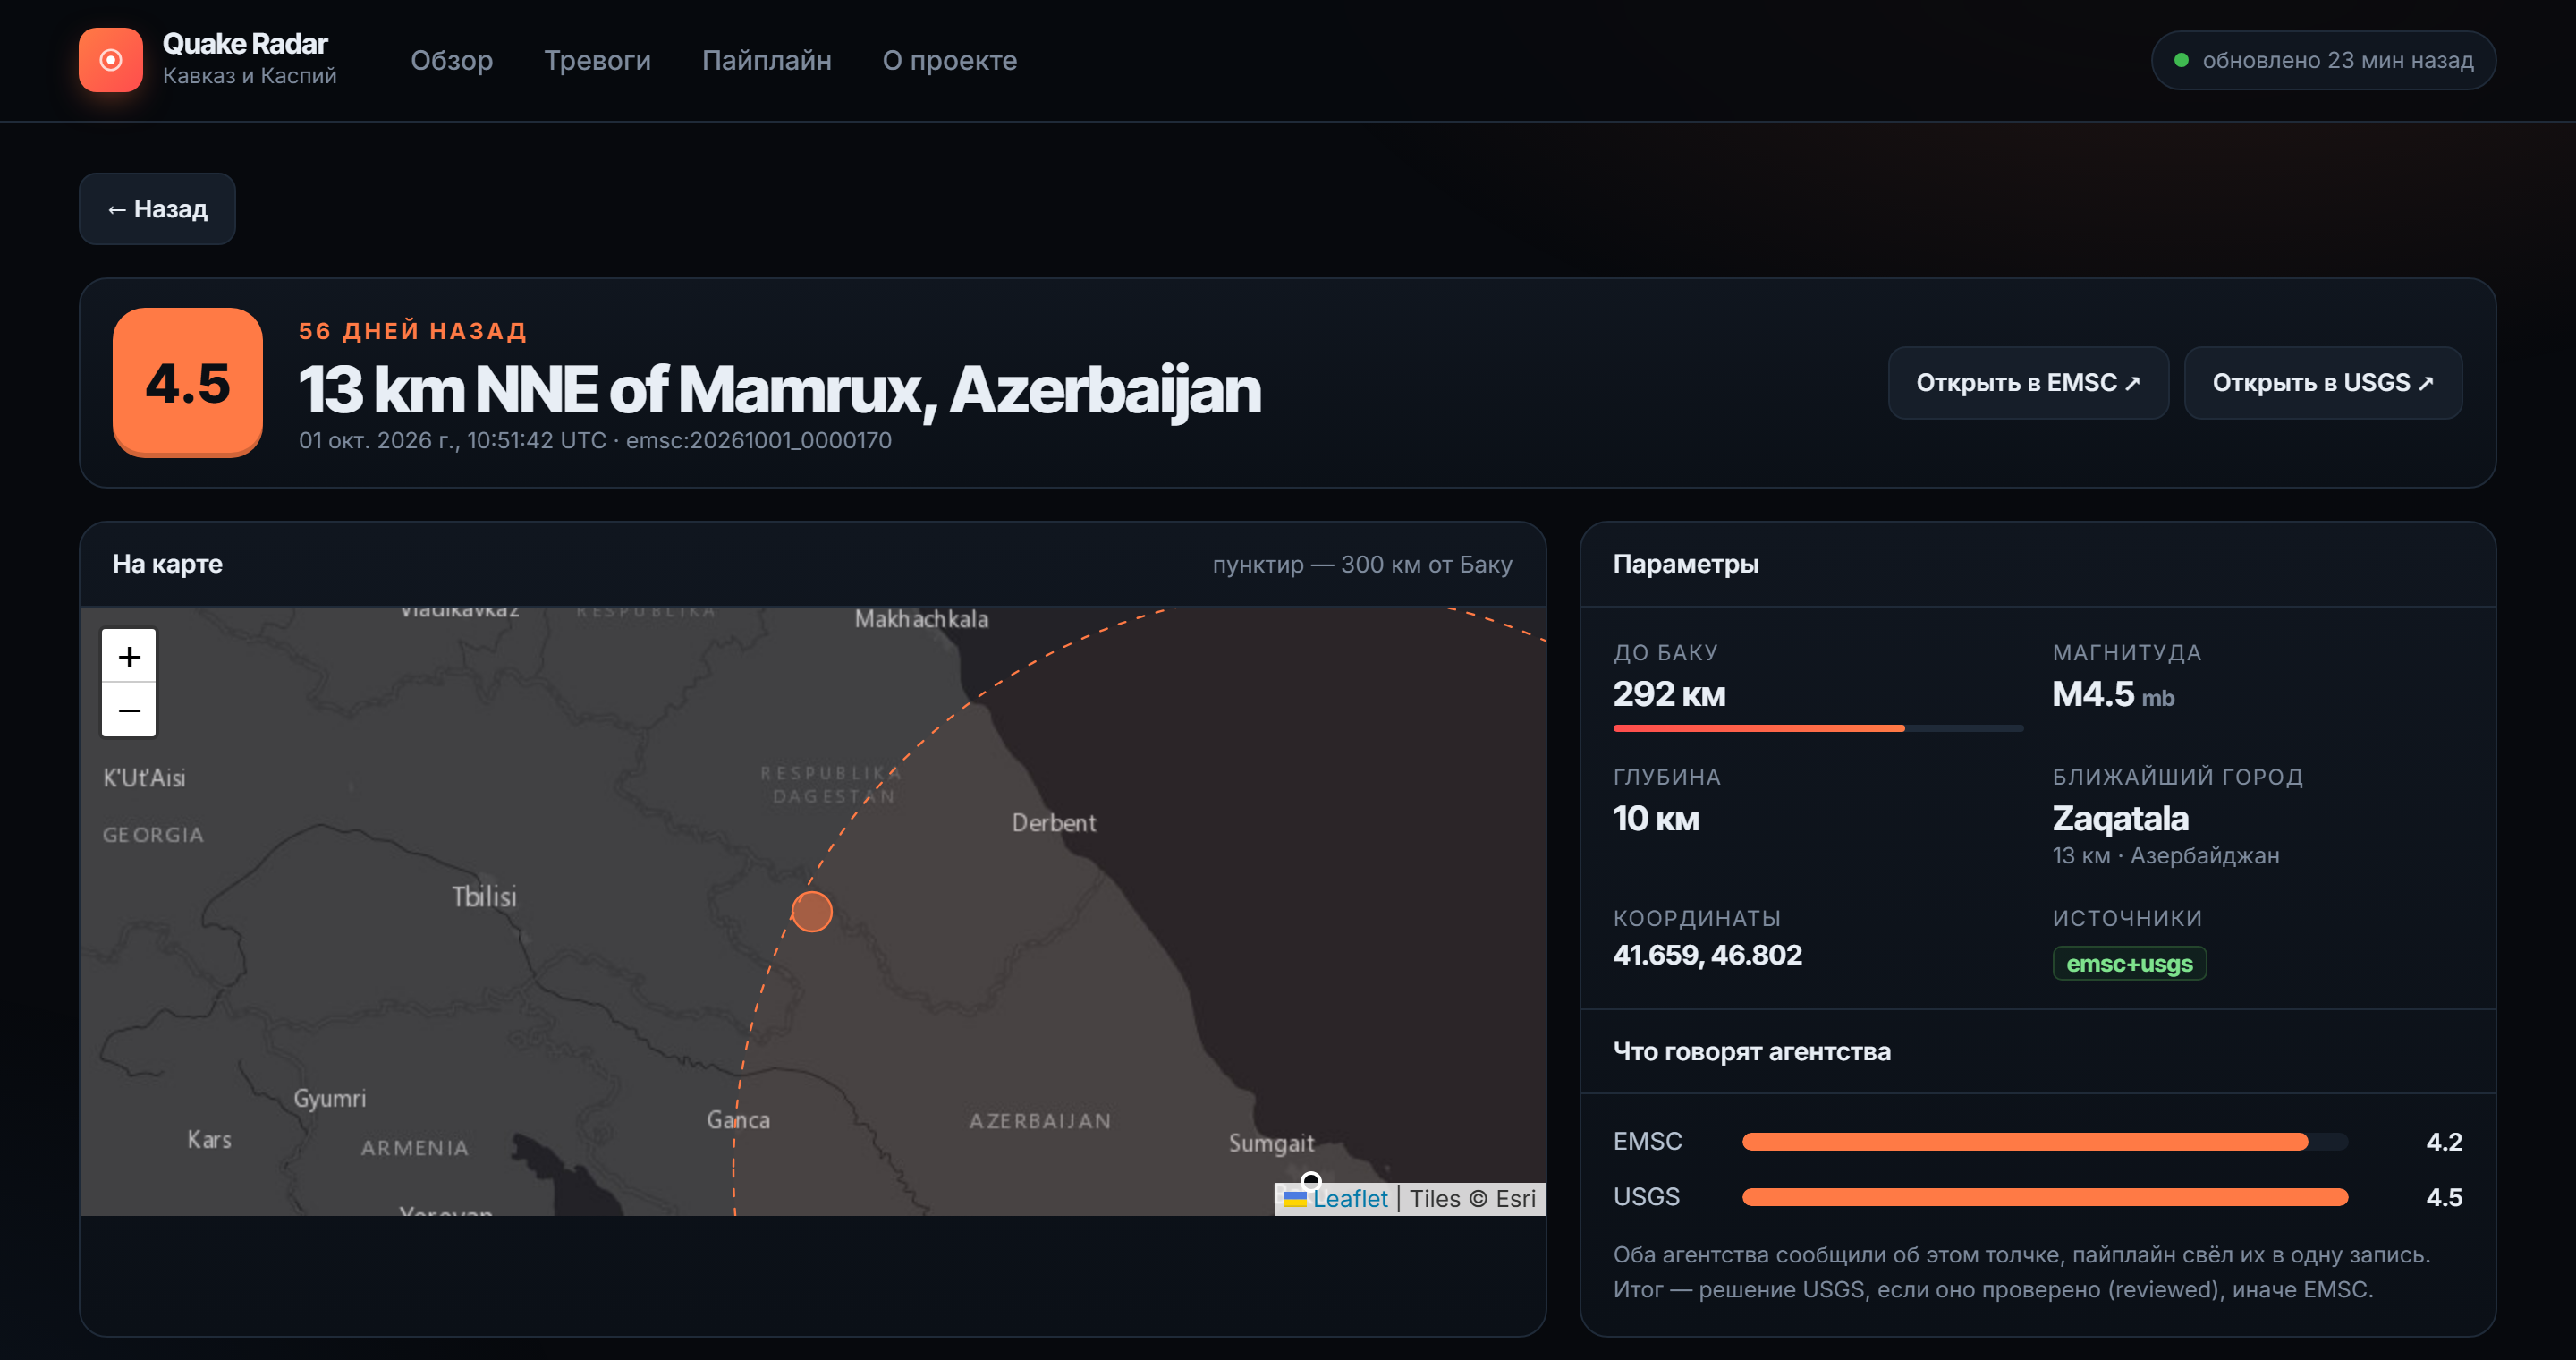 Quake Radar
Кавказ и Каспий
Обзор
Тревоги
Пайплайн
О проекте
обновлено 23 мин назад
← Назад
4.5
56 ДНЕЙ НАЗАД
13 km NNE of Mamrux, Azerbaijan
01 окт. 2026 г., 10:51:42 UTC · emsc:20261001_0000170
Открыть в EMSC ↗
Открыть в USGS ↗
На карте
пунктир — 300 км от Баку
+
−
Vladikavkaz
RESPUBLIKA
Makhachkala
K'Ut'Aisi
GEORGIA
RESPUBLIKA
DAGESTAN
Derbent
Tbilisi
Gyumri
Kars
ARMENIA
Ganca
AZERBAIJAN
Sumgait
Yerevan
Leaflet | Tiles © Esri
Параметры
ДО БАКУ
292 км
МАГНИТУДА
M4.5 mb
ГЛУБИНА
10 км
БЛИЖАЙШИЙ ГОРОД
Zaqatala
13 км · Азербайджан
КООРДИНАТЫ
41.659, 46.802
ИСТОЧНИКИ
emsc+usgs
Что говорят агентства
EMSC
4.2
USGS
4.5
Оба агентства сообщили об этом толчке, пайплайн свёл их в одну запись.
Итог — решение USGS, если оно проверено (reviewed), иначе EMSC.